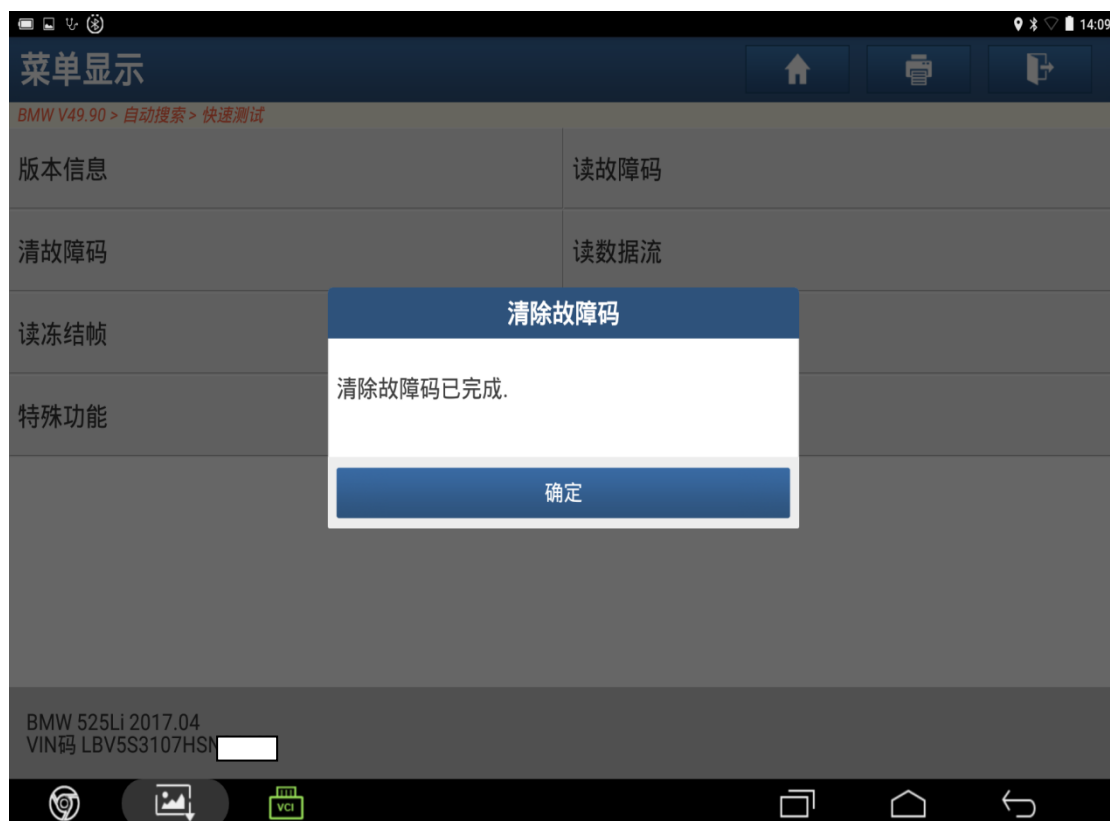 14:09
菜单显示
BMW V49.90 > 自动搜索 > 快速测试
版本信息
读故障码
清故障码
读数据流
读冻结帧
特殊功能
清除故障码
清除故障码已完成.
确定
BMW 525Li 2017.04
VIN码 LBV5S3107HSN
VCI